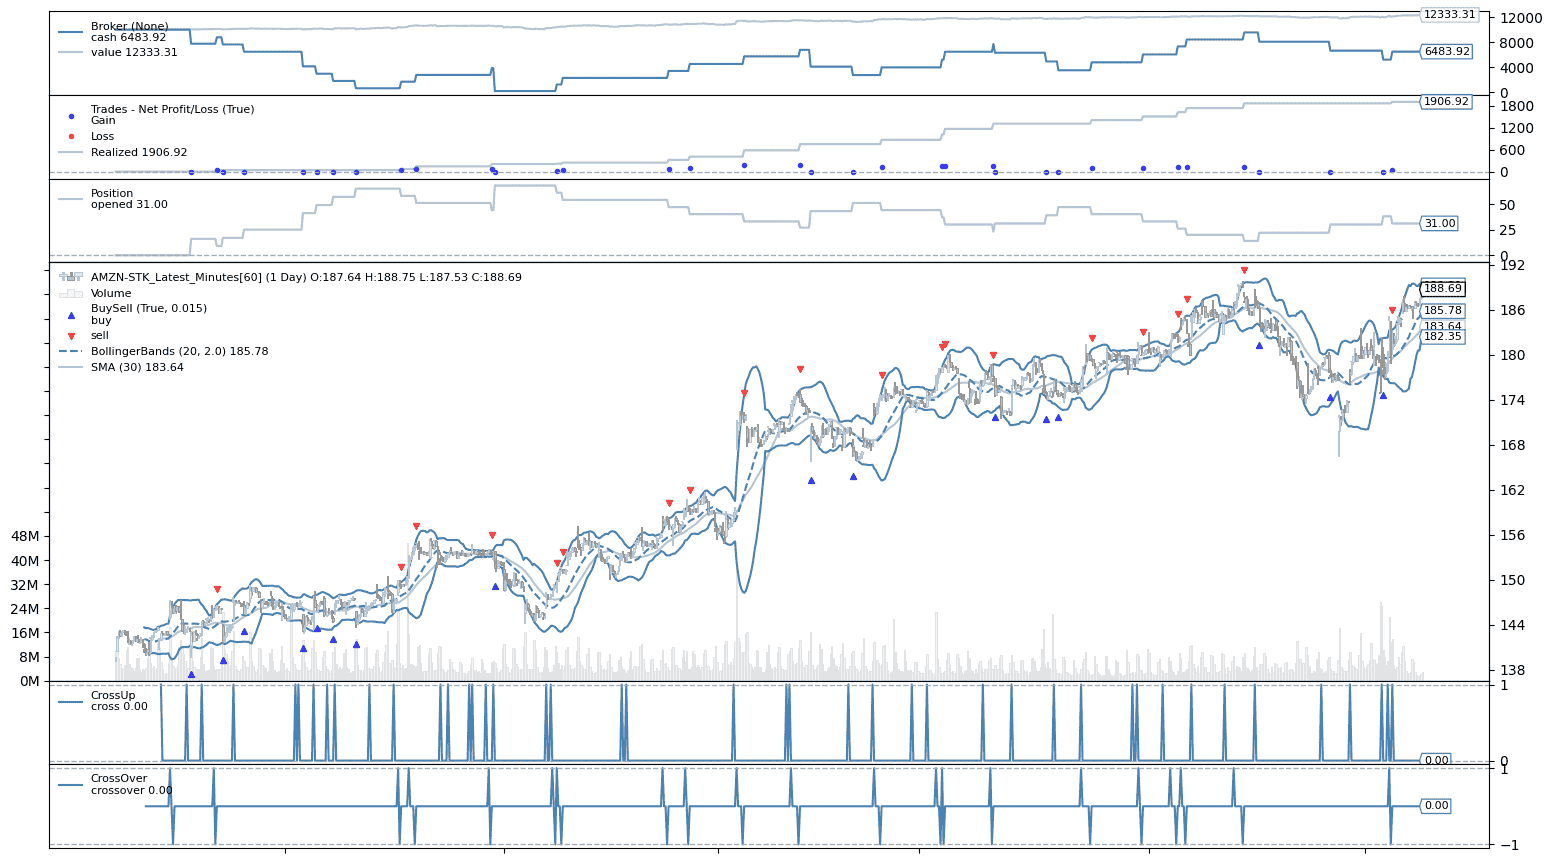 Broker (None)
cash 6483.92
value 12333.31
12333.31
12000
8000
6483.92
4000
0
Trades - Net Profit/Loss (True)
Gain
Loss
Realized 1906.92
1906.92
1800
1200
600
0
Position
opened 31.00
50
31.00
25
0
AMZN-STK_Latest_Minutes[60] (1 Day) O:187.64 H:188.75 L:187.53 C:188.69
Volume
BuySell (True, 0.015)
buy
sell
BollingerBands (20, 2.0) 185.78
SMA (30) 183.64
192
188.69
186
185.78
183.64
182.35
180
174
168
162
156
150
144
138
48M
40M
32M
24M
16M
8M
0M
CrossUp
cross 0.00
1
0.00
0
CrossOver
crossover 0.00
1
0.00
−1